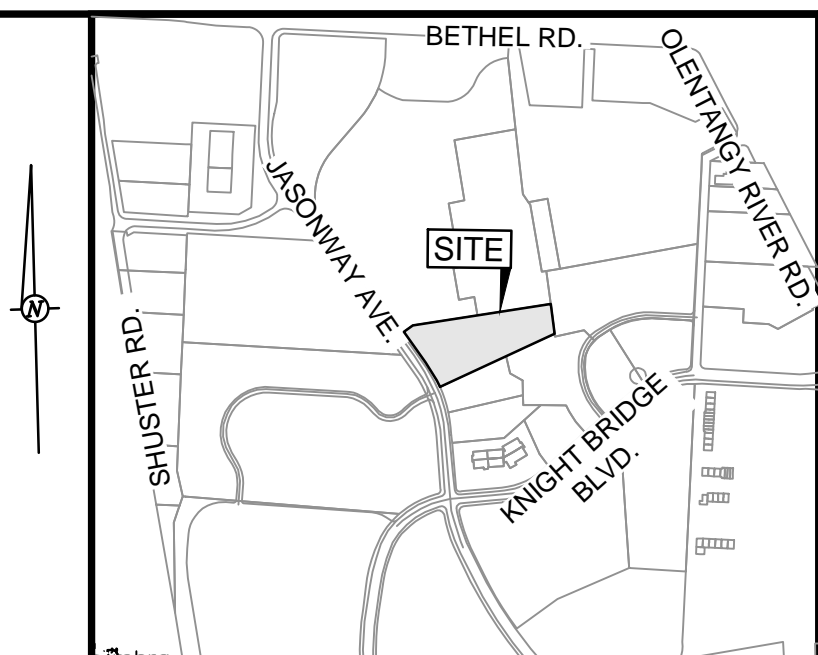 BETHEL RD.
OLENTANGY RIVER RD.
JASONWAY AVE.
SITE
N
SHUSTER RD.
KNIGHT BRIDGE
BLVD.